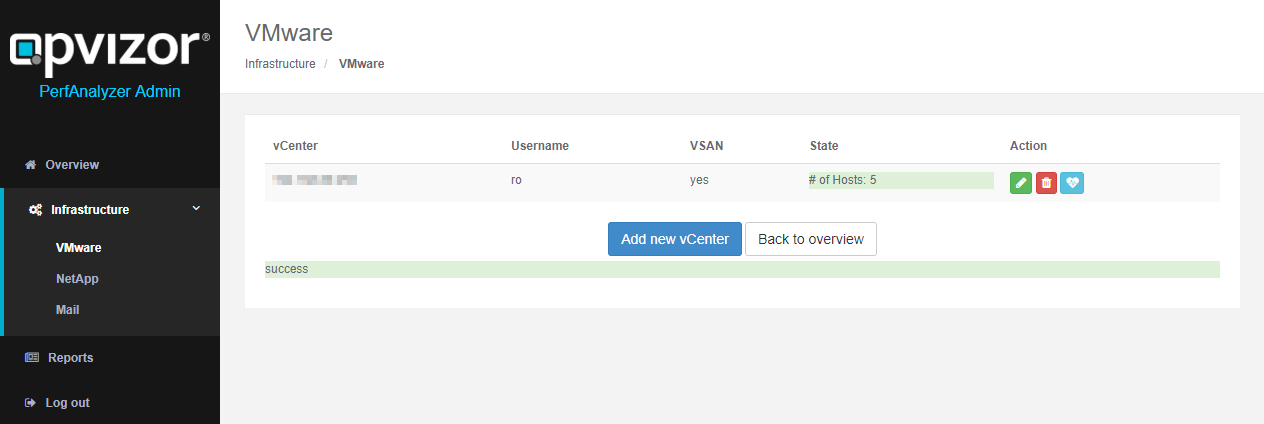 opvizor®
PerfAnalyzer Admin
Overview
Infrastructure
VMware
NetApp
Mail
Reports
Log out
VMware
Infrastructure / VMware
vCenter Username VSAN State Action
ro yes # of Hosts: 5
Add new vCenter Back to overview
success